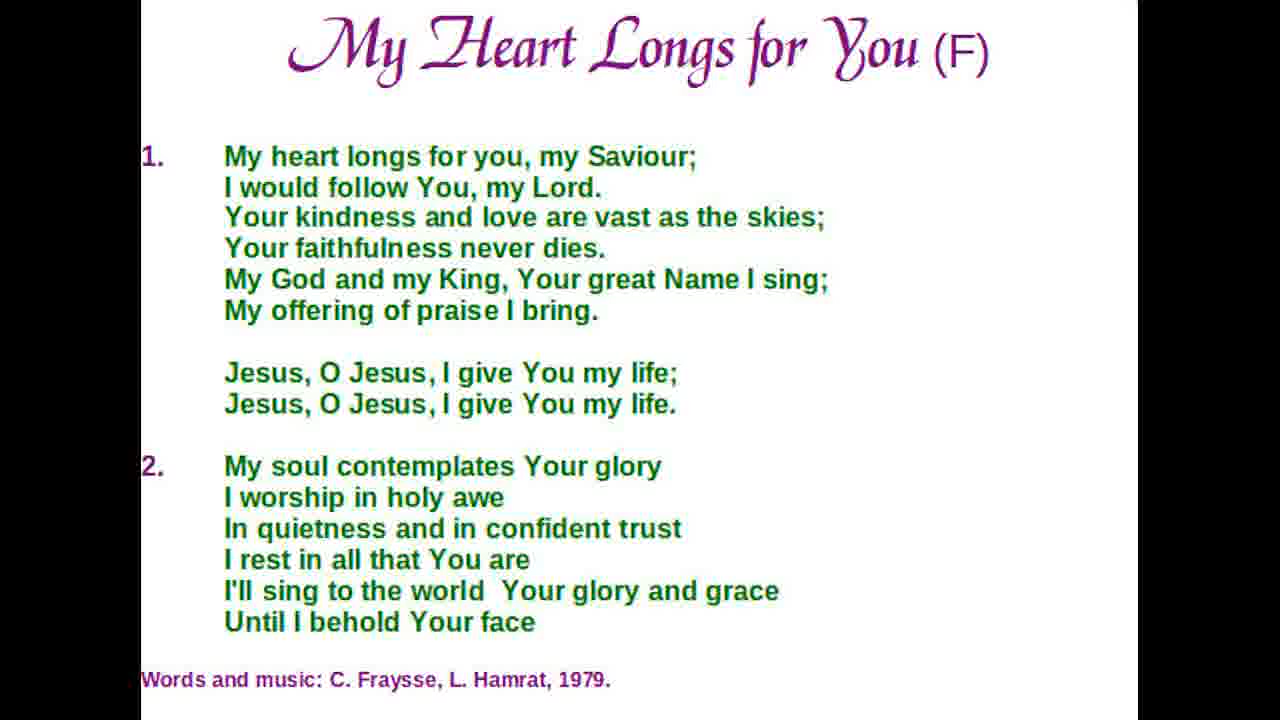 My Heart Longs for You (F)
1. My heart longs for you, my Saviour;
I would follow You, my Lord.
Your kindness and love are vast as the skies;
Your faithfulness never dies.
My God and my King, Your great Name I sing;
My offering of praise I bring.
Jesus, O Jesus, I give You my life;
Jesus, O Jesus, I give You my life.
2. My soul contemplates Your glory
I worship in holy awe
In quietness and in confident trust
I rest in all that You are
I'll sing to the world  Your glory and grace
Until I behold Your face
Words and music: C. Fraysse, L. Hamrat, 1979.